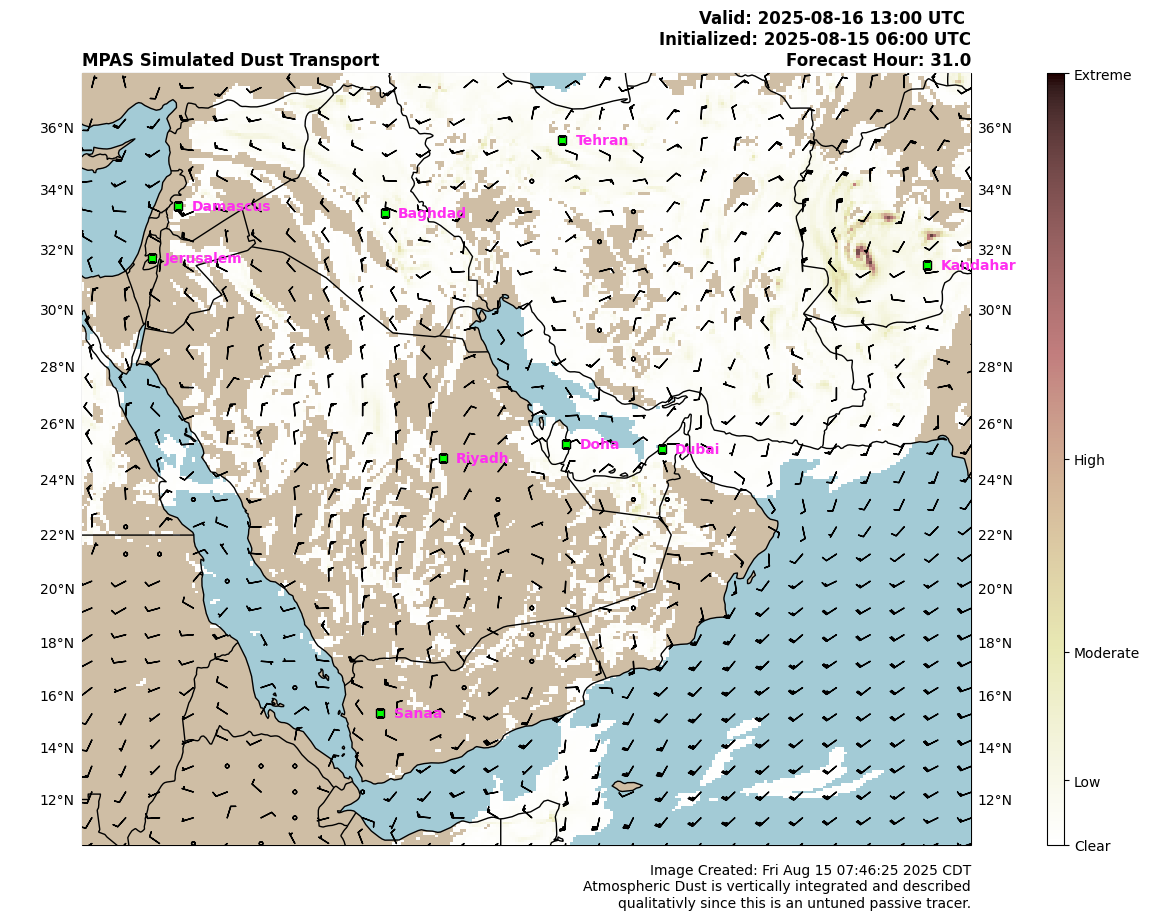 Valid: 2025-08-16 13:00 UTC
Initialized: 2025-08-15 06:00 UTC
MPAS Simulated Dust Transport
Forecast Hour: 31.0
Extreme
36°N
36°N
Tehran
34°N
34°N
Damascus
Baghdad
32°N
32°N
Jerusalem
Kandahar
30°N
30°N
28°N
28°N
26°N
26°N
Doha
Dubai
Riyadh
High
24°N
24°N
22°N
22°N
20°N
20°N
18°N
18°N
Moderate
16°N
16°N
Sanaa
14°N
14°N
Low
12°N
12°N
Clear
Image Created: Fri Aug 15 07:46:25 2025 CDT
Atmospheric Dust is vertically integrated and described
qualitativly since this is an untuned passive tracer.